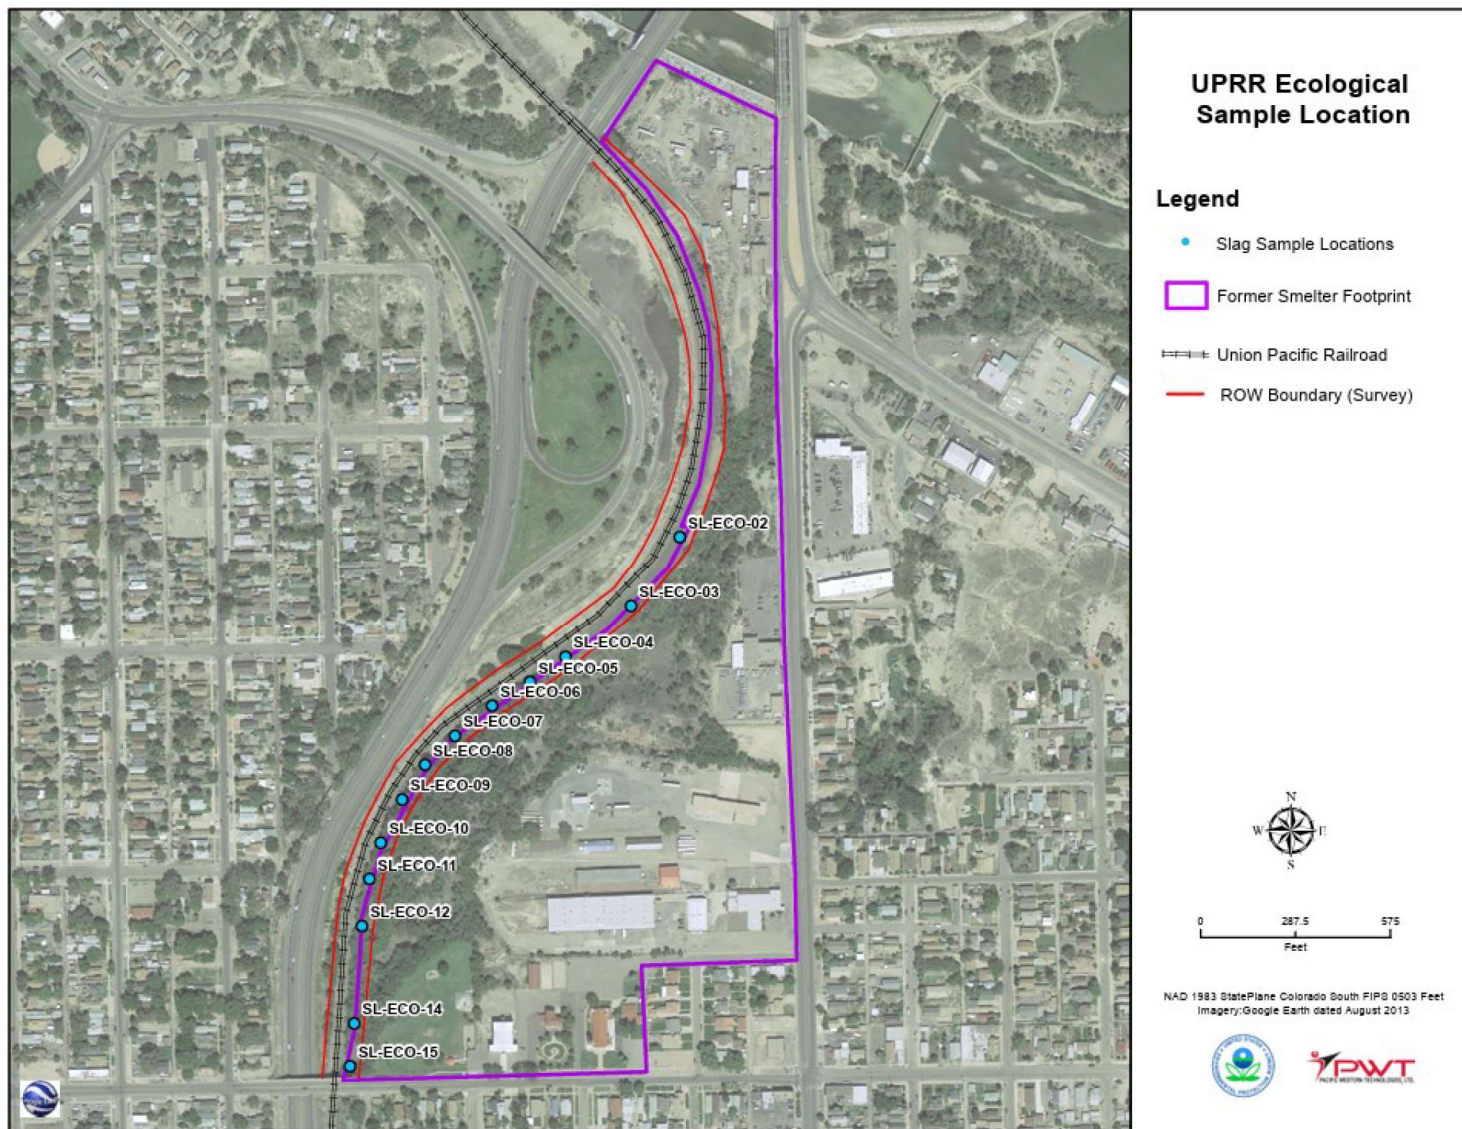 UPRR Ecological
Sample Location
Legend
Slag Sample Locations
Former Smelter Footprint
Union Pacific Railroad
ROW Boundary (Survey)
SL-ECO-02
SL-ECO-03
SL-ECO-04
SL-ECO-05
SL-ECO-06
SL-ECO-07
SL-ECO-08
SL-ECO-09
SL-ECO-10
SL-ECO-11
SL-ECO-12
SL-ECO-14
SL-ECO-15
N
W E
S
0 287.5 575
Feet
NAD 1983 StatePlane Colorado South FIPS 0503 Feet
Imagery:Google Earth dated August 2013
PWT
PACIFIC WESTERN TECHNOLOGIES, LTD.